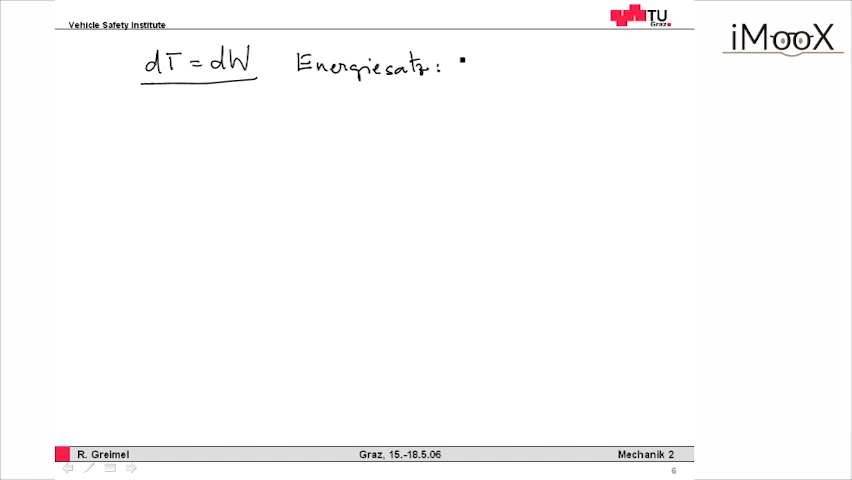 Vehicle Safety Institute
TU
Graz
iMooX
dT = dW Energiesatz:
R. Greimel Graz, 15.-18.5.06 Mechanik 2
6